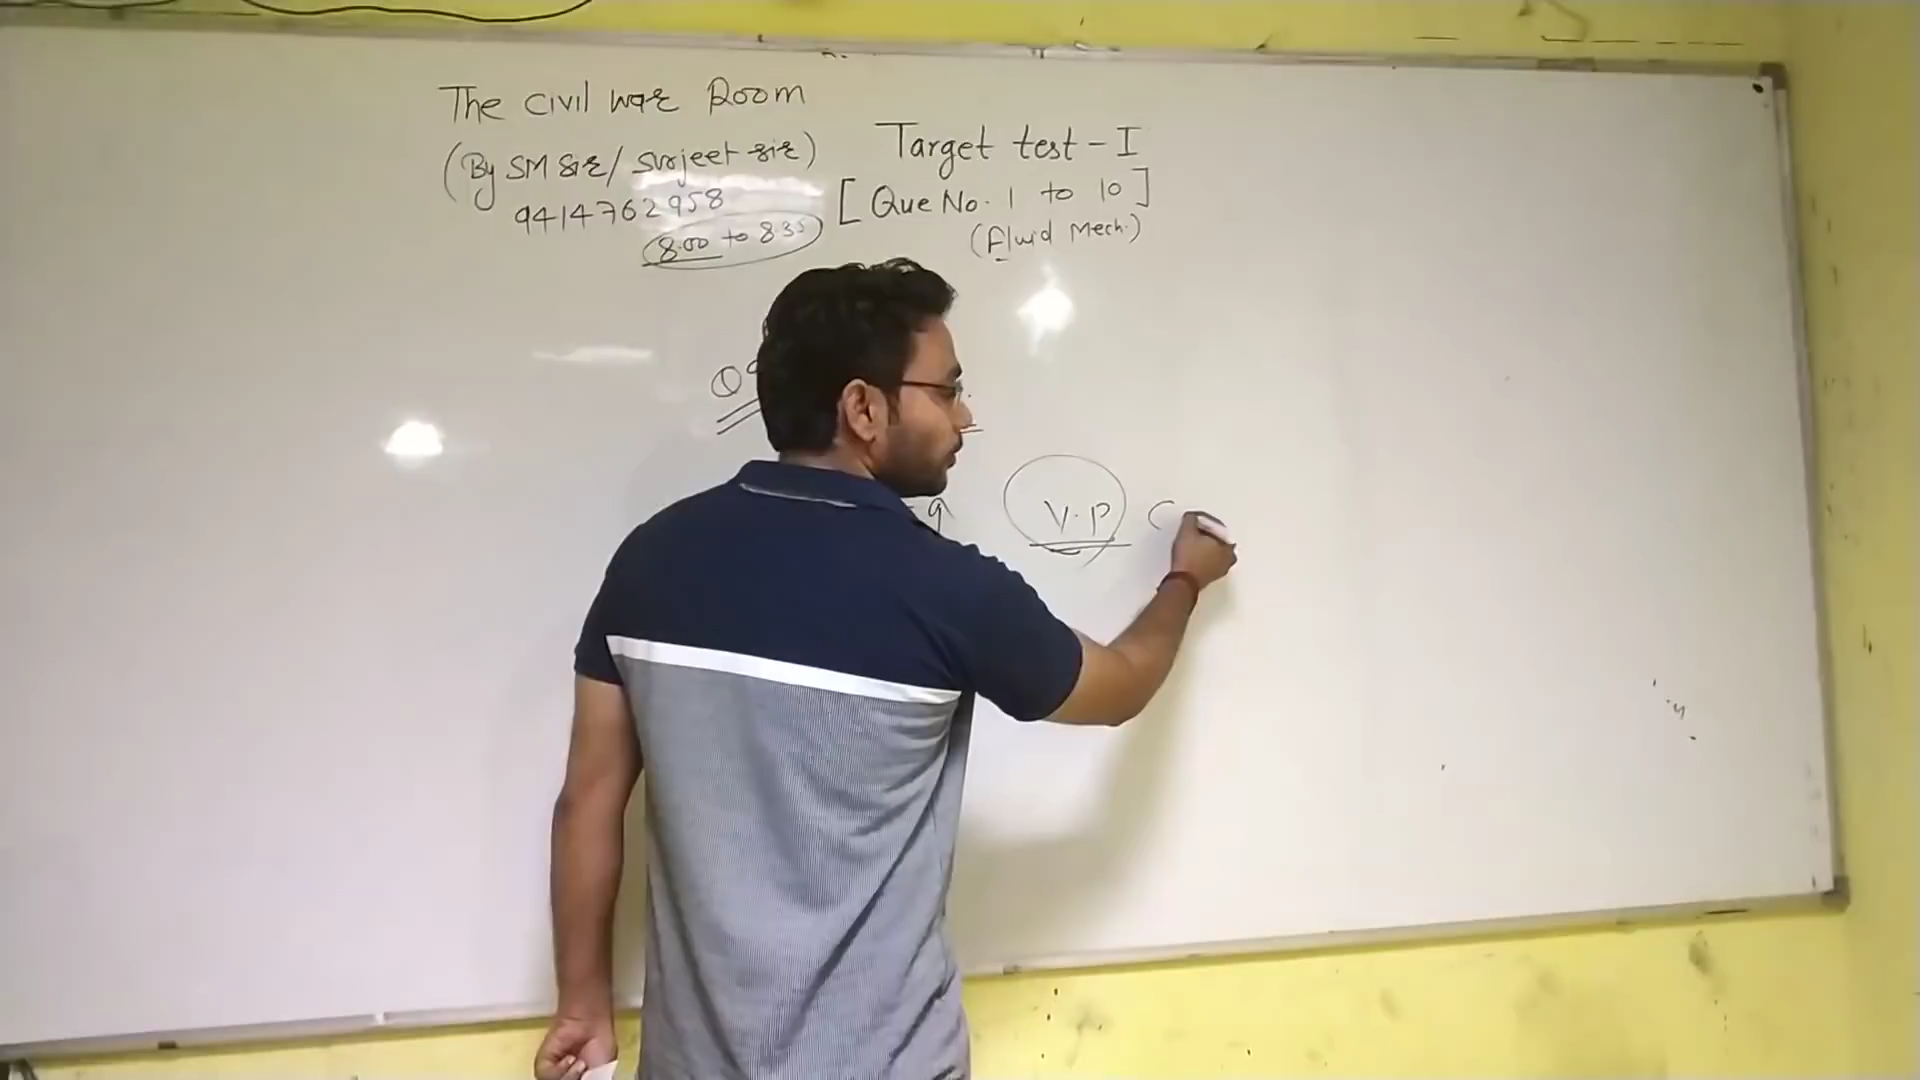 The Civil वार Room
(By SM सर / Surjeet सर)
9414762958
8.00 to 8.35
Target test - I
[Que No. 1 to 10]
(Fluid Mech.)
V.P C